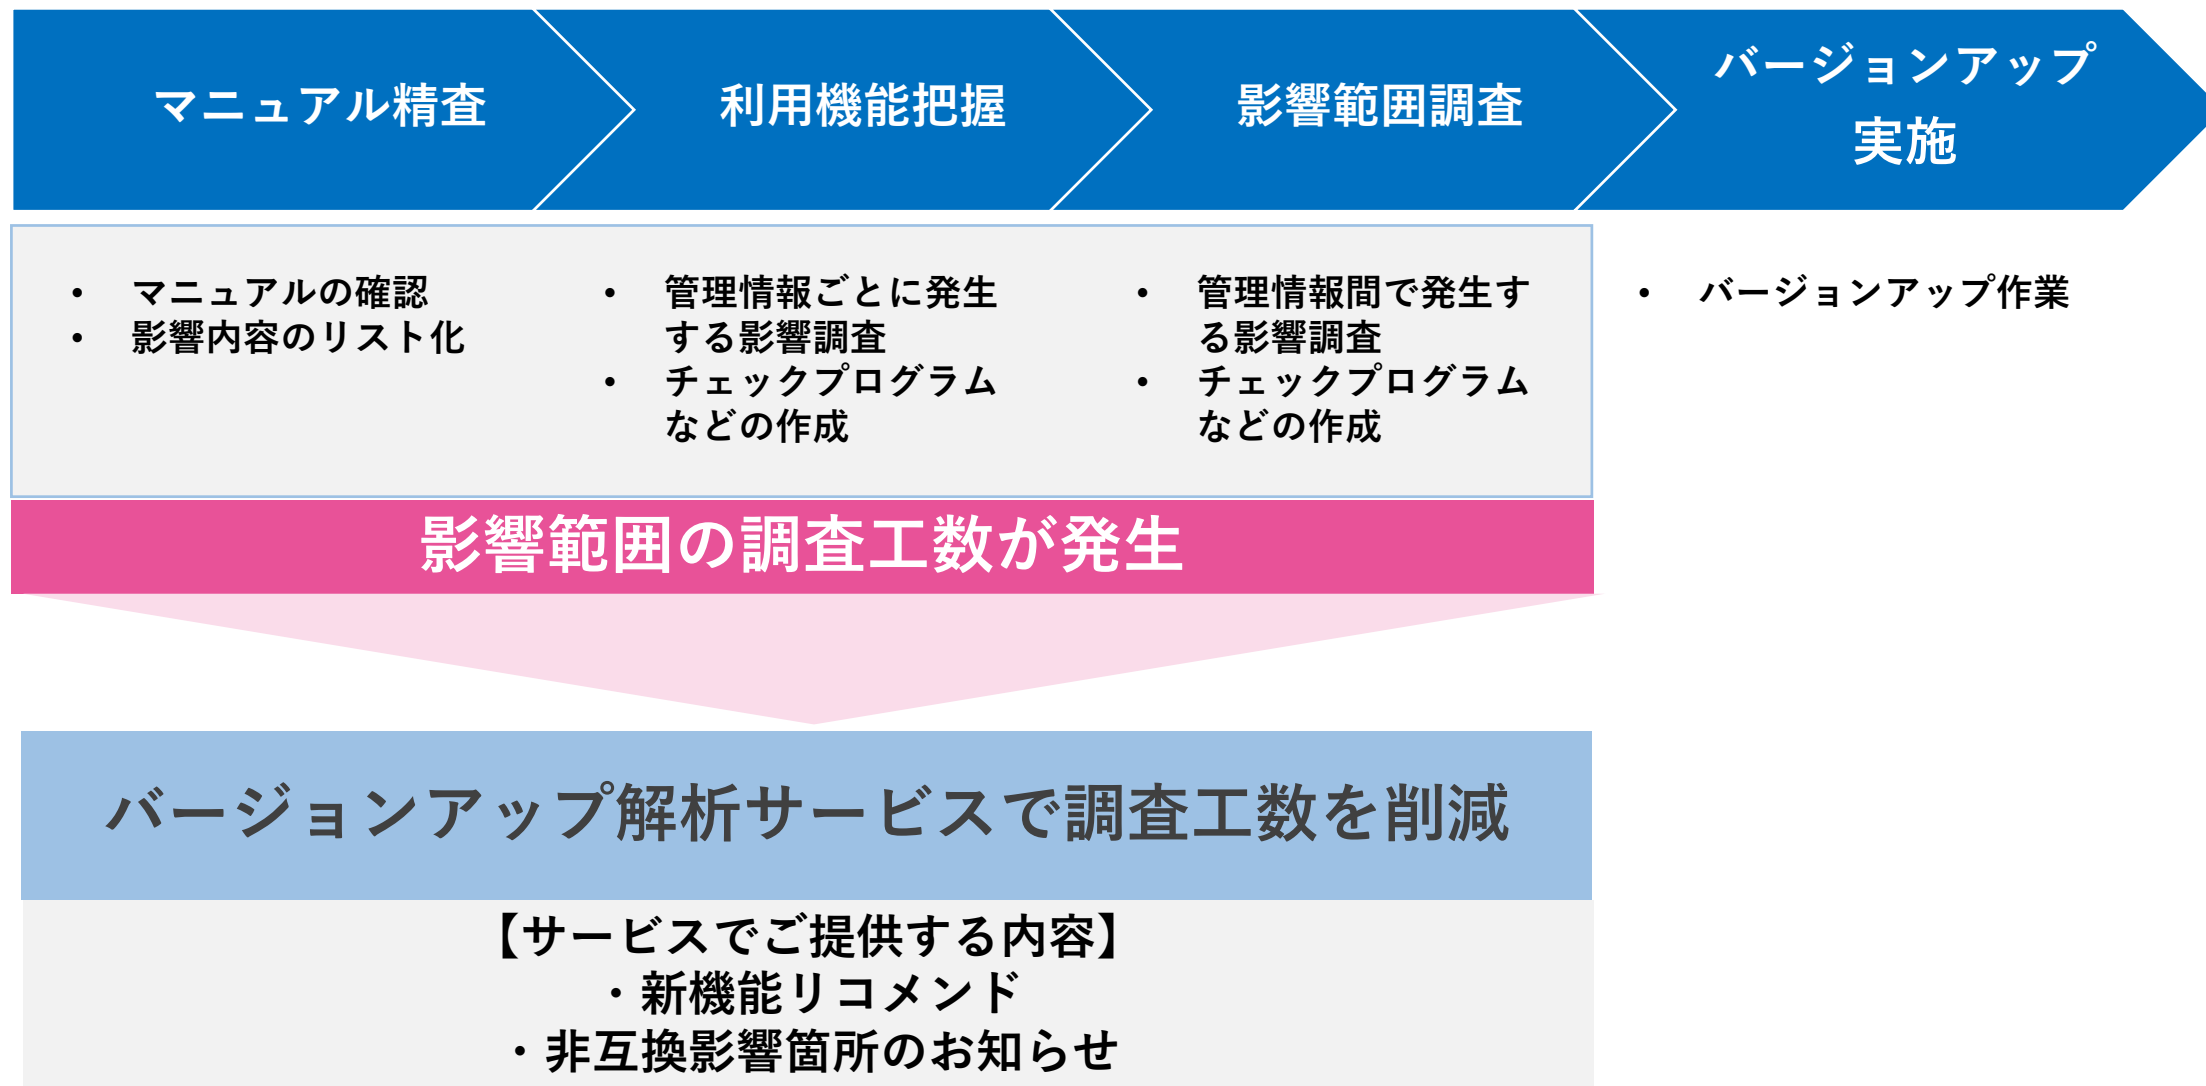 マニュアル精査
利用機能把握
影響範囲調査
バージョンアップ
実施
• マニュアルの確認
• 影響内容のリスト化
• 管理情報ごとに発生
する影響調査
• チェックプログラム
などの作成
• 管理情報間で発生す
る影響調査
• チェックプログラム
などの作成
• バージョンアップ作業
影響範囲の調査工数が発生
バージョンアップ解析サービスで調査工数を削減
【サービスでご提供する内容】
・新機能リコメンド
・非互換影響箇所のお知らせ